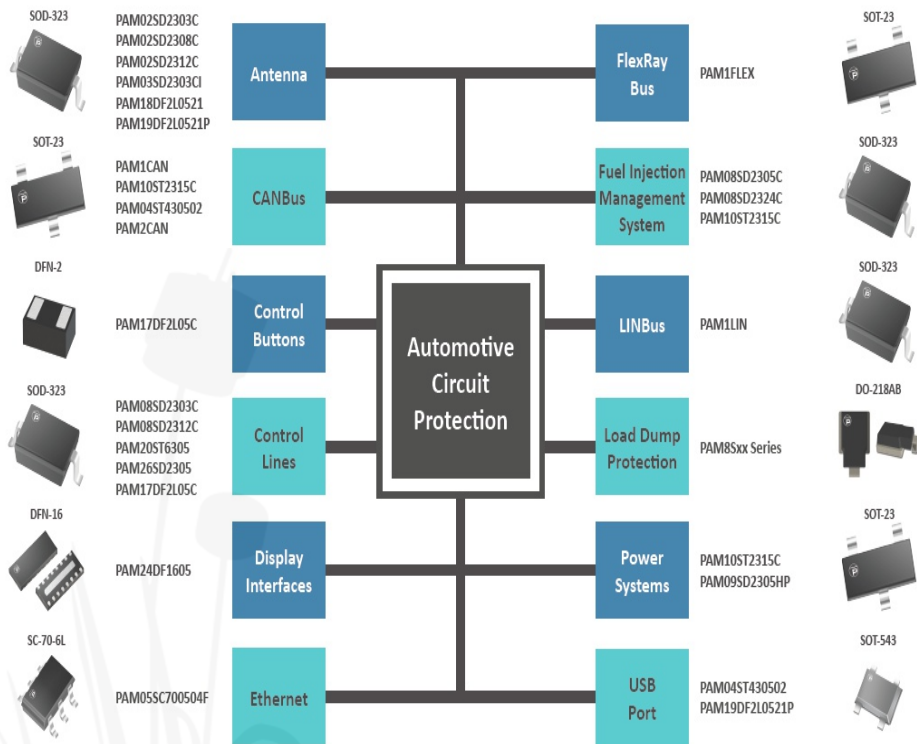 SOD-323
PAM02SD2303C
PAM02SD2308C
PAM02SD2312C
PAM03SD2303CI
PAM18DF2L0521
PAM19DF2L0521P
Antenna
SOT-23
PAM1CAN
PAM10ST2315C
PAM04ST430502
PAM2CAN
CANBus
DFN-2
PAM17DF2L05C
Control
Buttons
SOD-323
PAM08SD2303C
PAM08SD2312C
PAM20ST6305
PAM26SD2305
PAM17DF2L05C
Control
Lines
DFN-16
PAM24DF1605
Display
Interfaces
SC-70-6L
PAM05SC700504F
Ethernet
Automotive
Circuit
Protection
FlexRay
Bus
PAM1FLEX
SOT-23
Fuel Injection
Management
System
PAM08SD2305C
PAM08SD2324C
PAM10ST2315C
SOD-323
LINBus
PAM1LIN
SOD-323
Load Dump
Protection
PAM8Sxx Series
DO-218AB
Power
Systems
PAM10ST2315C
PAM09SD2305HP
SOT-23
USB
Port
PAM04ST430502
PAM19DF2L0521P
SOT-543